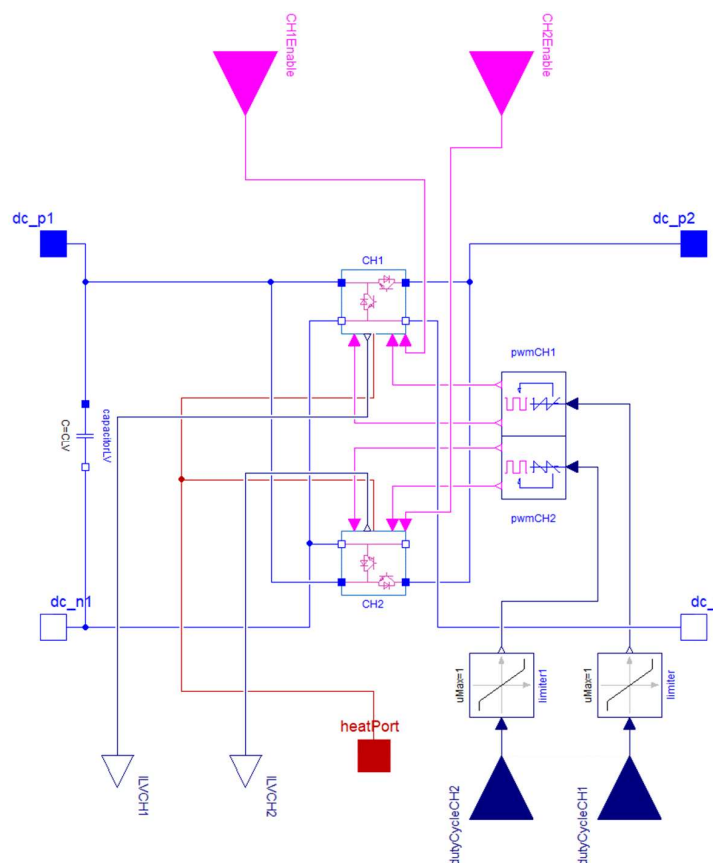 CH1Enable
CH2Enable
dc_p1
dc_p2
CH1
pwmCH1
C=CLV
capacitorLV
pwmCH2
CH2
dc_n1
dc_
uMax=1
limiter1
uMax=1
limiter
heatPort
ILVCH1
ILVCH2
dutyCycleCH2
dutyCycleCH1